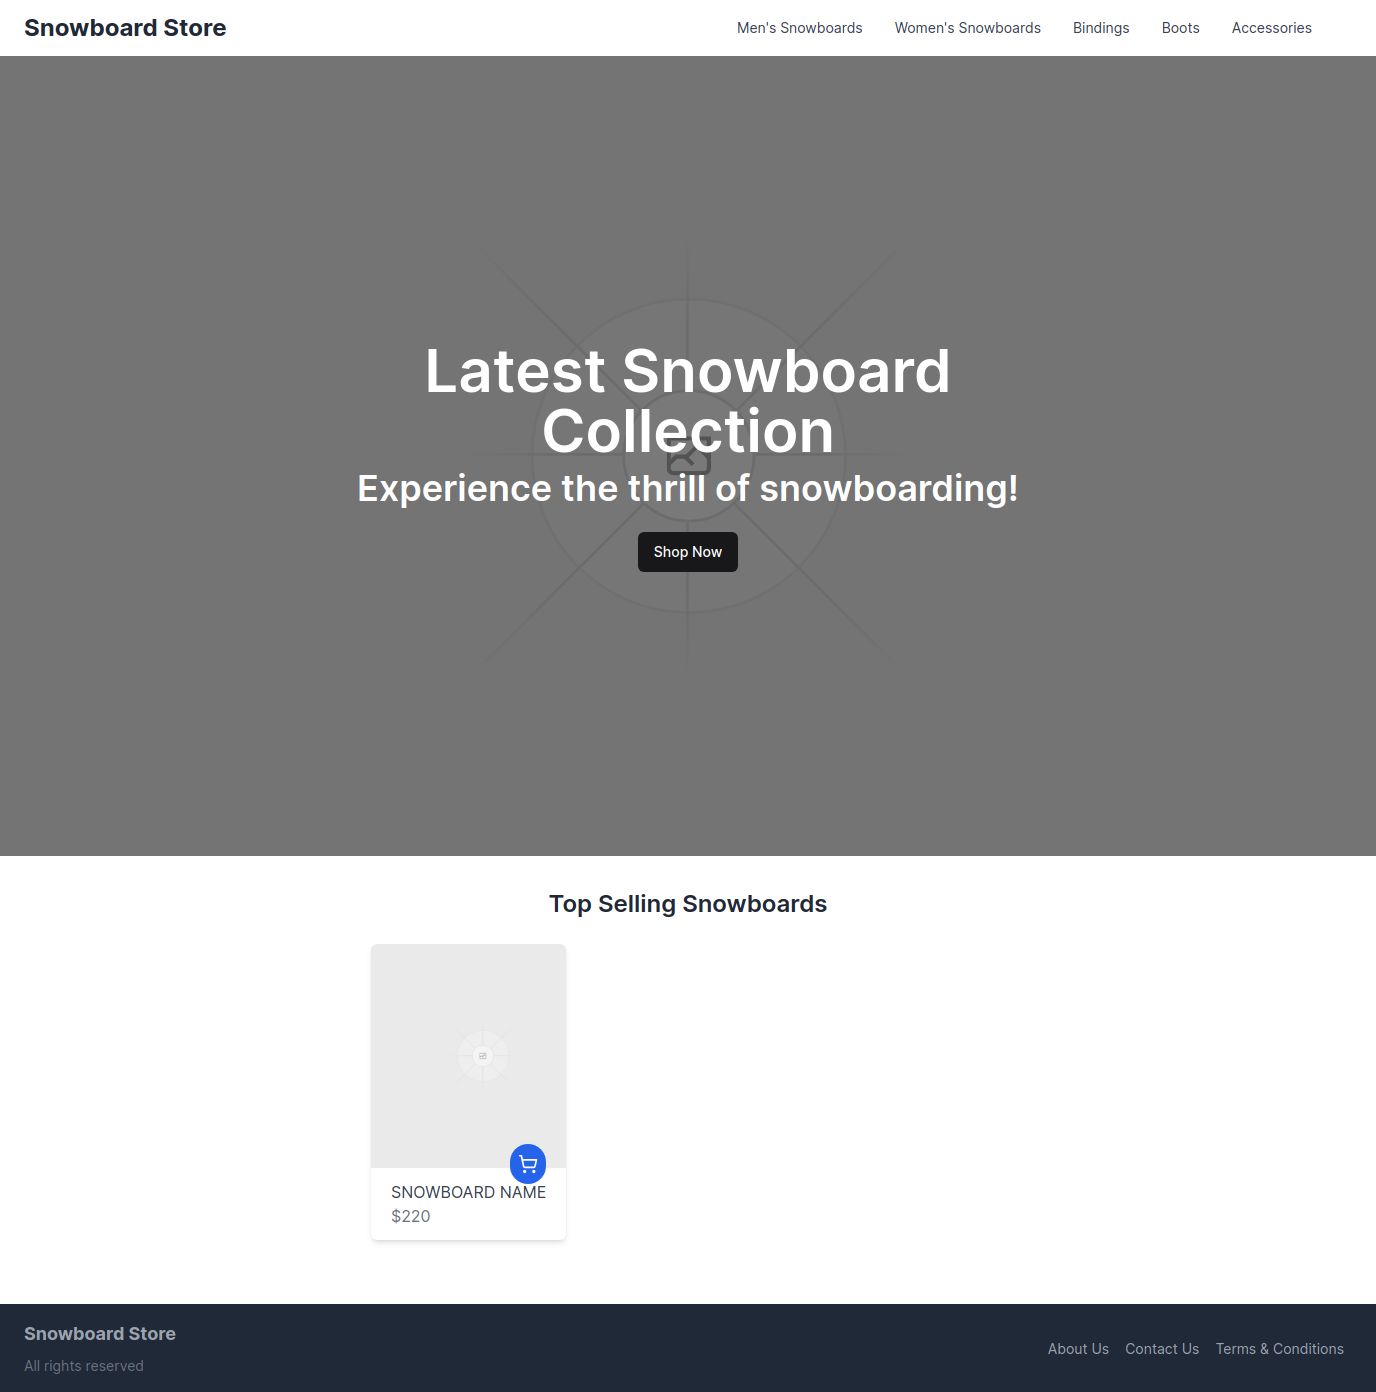 Snowboard Store
Men's Snowboards
Women's Snowboards
Bindings
Boots
Accessories
Latest Snowboard
Collection
Experience the thrill of snowboarding!
Shop Now
Top Selling Snowboards
SNOWBOARD NAME
$220
Snowboard Store
All rights reserved
About Us
Contact Us
Terms & Conditions